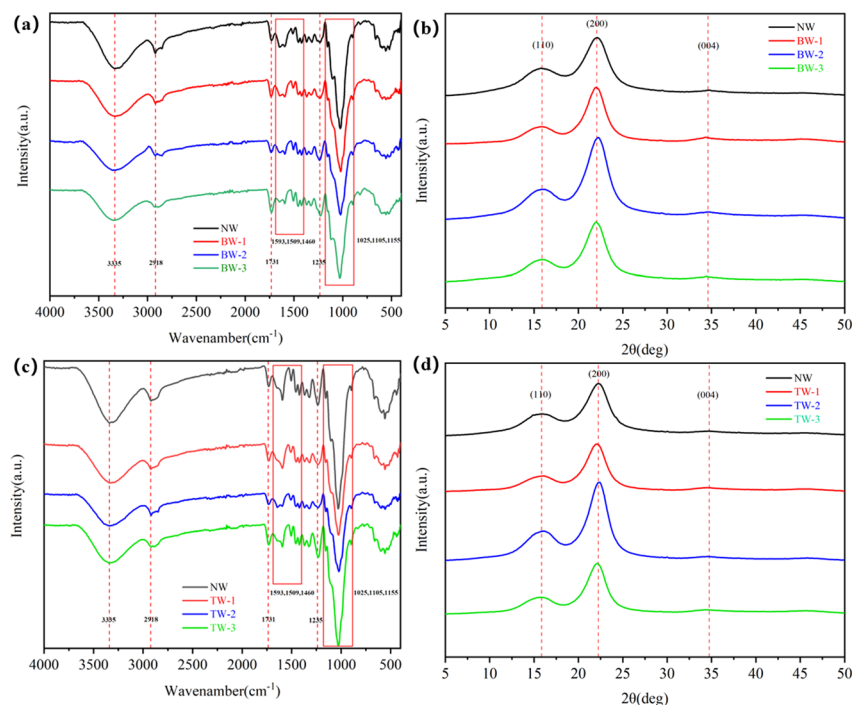 (a)
Intensity(a.u.)
NW
BW-1
BW-2
BW-3
3335
2918
1731
1593,1509,1460
1235
1025,1105,1155
4000 3500 3000 2500 2000 1500 1000 500
Wavenamber(cm-1)
(b)
(110)
(200)
(004)
NW
BW-1
BW-2
BW-3
Intensity(a.u.)
5 10 15 20 25 30 35 40 45 50
2θ(deg)
(c)
Intensity(a.u.)
NW
TW-1
TW-2
TW-3
3335
2918
1731
1593,1509,1460
1235
1025,1105,1155
4000 3500 3000 2500 2000 1500 1000 500
Wavenamber(cm-1)
(d)
(110)
(200)
(004)
NW
TW-1
TW-2
TW-3
Intensity(a.u.)
5 10 15 20 25 30 35 40 45 50
2θ(deg)